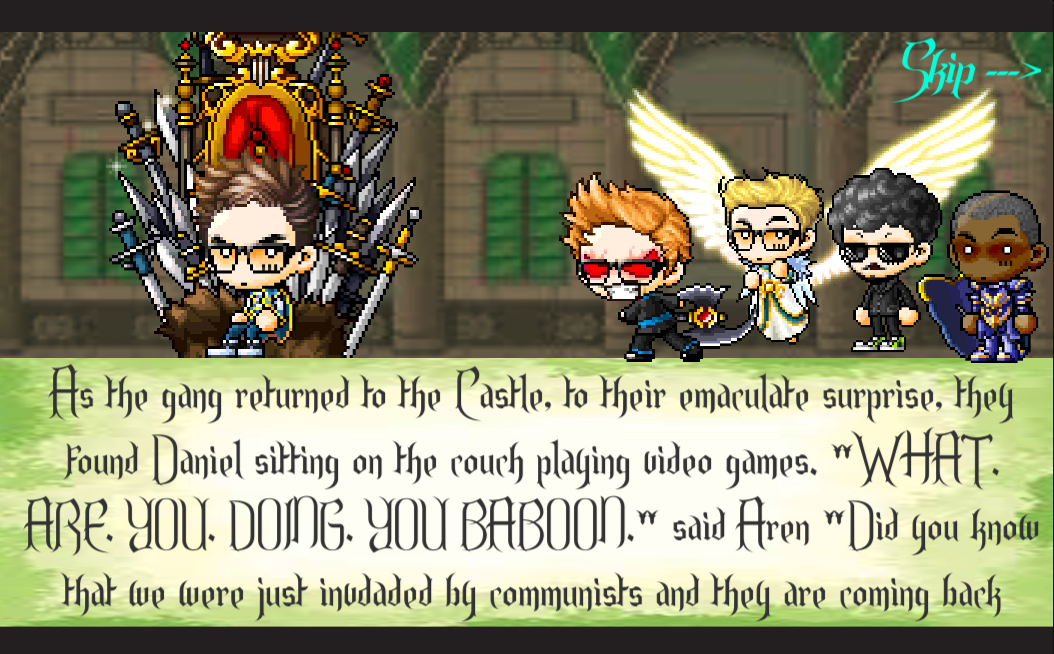 Skip --->
As the gang returned to the Castle, to their emaculate surprise, they
found Daniel sitting on the couch playing video games. "WHAT.
ARE. YOU. DOING. YOU BABOON." said Aren "Did you know
that we were just invdaded by communists and they are coming back